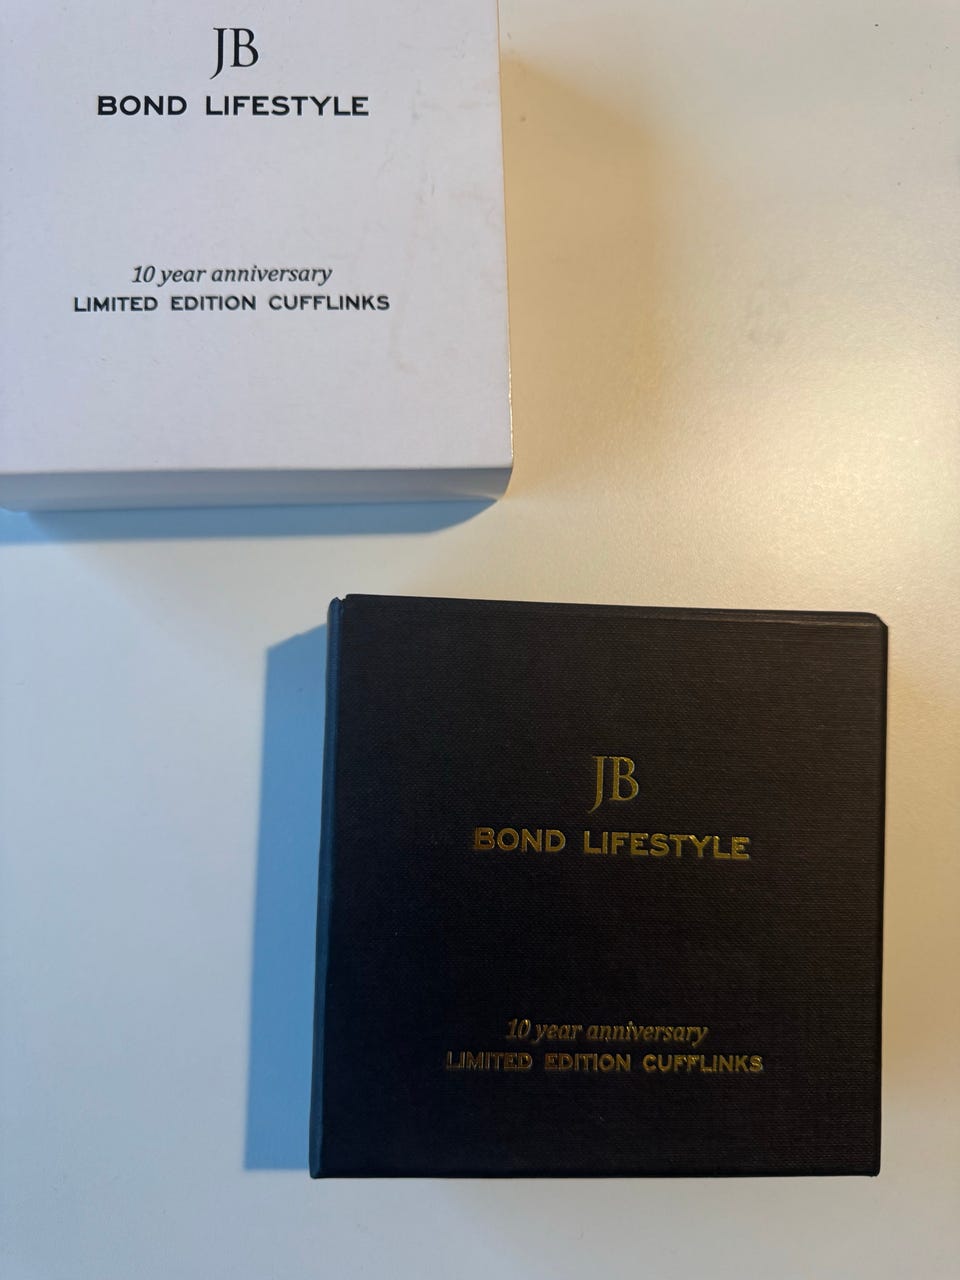 JB
BOND LIFESTYLE
10 year anniversary
LIMITED EDITION CUFFLINKS
JB
BOND LIFESTYLE
10 year anniversary
LIMITED EDITION CUFFLINKS